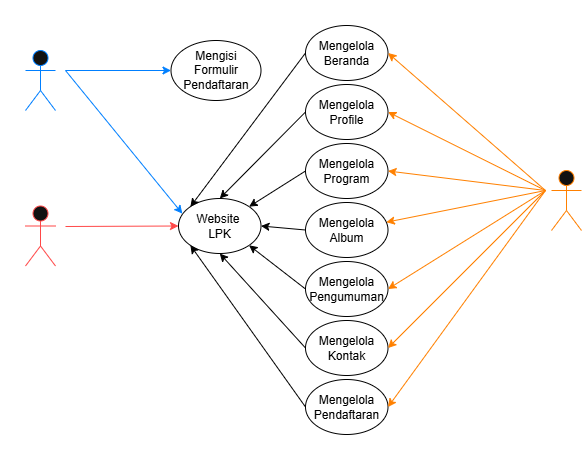 Mengisi
Formulir
Pendaftaran
Mengelola
Beranda
Mengelola
Profile
Mengelola
Program
Website
LPK
Mengelola
Album
Mengelola
Pengumuman
Mengelola
Kontak
Mengelola
Pendaftaran